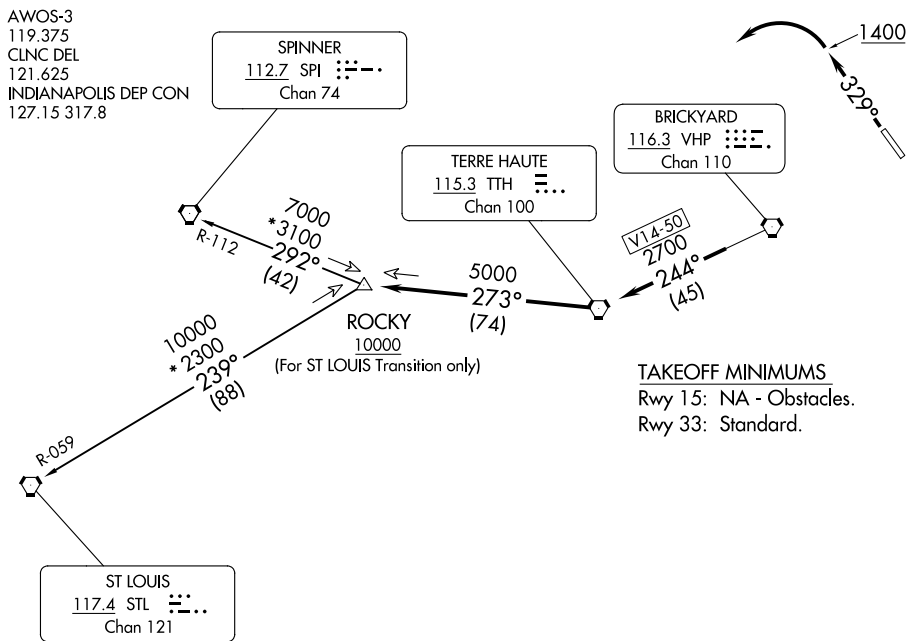 AWOS-3
119.375
CLNC DEL
121.625
INDIANAPOLIS DEP CON
127.15 317.8
SPINNER
112.7 SPI
Chan 74
TERRE HAUTE
115.3 TTH
Chan 100
BRICKYARD
116.3 VHP
Chan 110
1400
329°
R-112
7000
*3100
292°
(42)
5000
273°
(74)
V14-50
2700
244°
(45)
ROCKY
10000
(For ST LOUIS Transition only)
10000
*2300
239°
(88)
R-059
TAKEOFF MINIMUMS
Rwy 15: NA - Obstacles.
Rwy 33: Standard.
ST LOUIS
117.4 STL
Chan 121